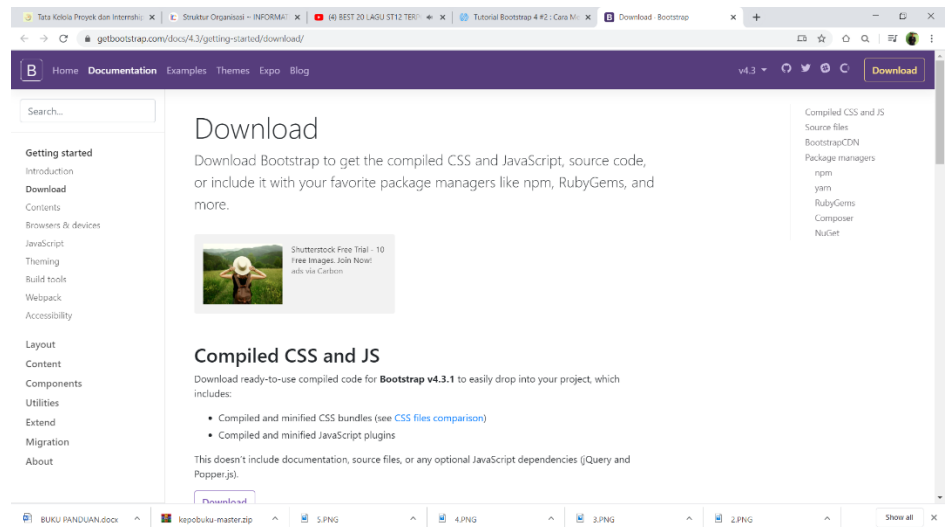 Tata Kelola Proyek dan Internship
Struktur Organisasi – INFORMAT
(4) BEST 20 LAGU ST12 TERP
Tutorial Bootstrap 4 #2 : Cara M
Download · Bootstrap
getbootstrap.com/docs/4.3/getting-started/download/
B Home Documentation Examples Themes Expo Blog v4.3 Download
Search...
Getting started
Introduction
Download
Contents
Browsers & devices
JavaScript
Theming
Build tools
Webpack
Accessibility
Layout
Content
Components
Utilities
Extend
Migration
About
Download
Download Bootstrap to get the compiled CSS and JavaScript, source code,
or include it with your favorite package managers like npm, RubyGems, and
more.
Shutterstock Free Trial - 10
Free Images. Join Now!
ads via Carbon
Compiled CSS and JS
Download ready-to-use compiled code for Bootstrap v4.3.1 to easily drop into your project, which
includes:
• Compiled and minified CSS bundles (see CSS files comparison)
• Compiled and minified JavaScript plugins
This doesn't include documentation, source files, or any optional JavaScript dependencies (jQuery and
Popper.js).
Download
Compiled CSS and JS
Source files
BootstrapCDN
Package managers
npm
yarn
RubyGems
Composer
NuGet
BUKU PANDUAN.docx
kepobuku-master.zip
5.PNG
4.PNG
3.PNG
2.PNG
Show all